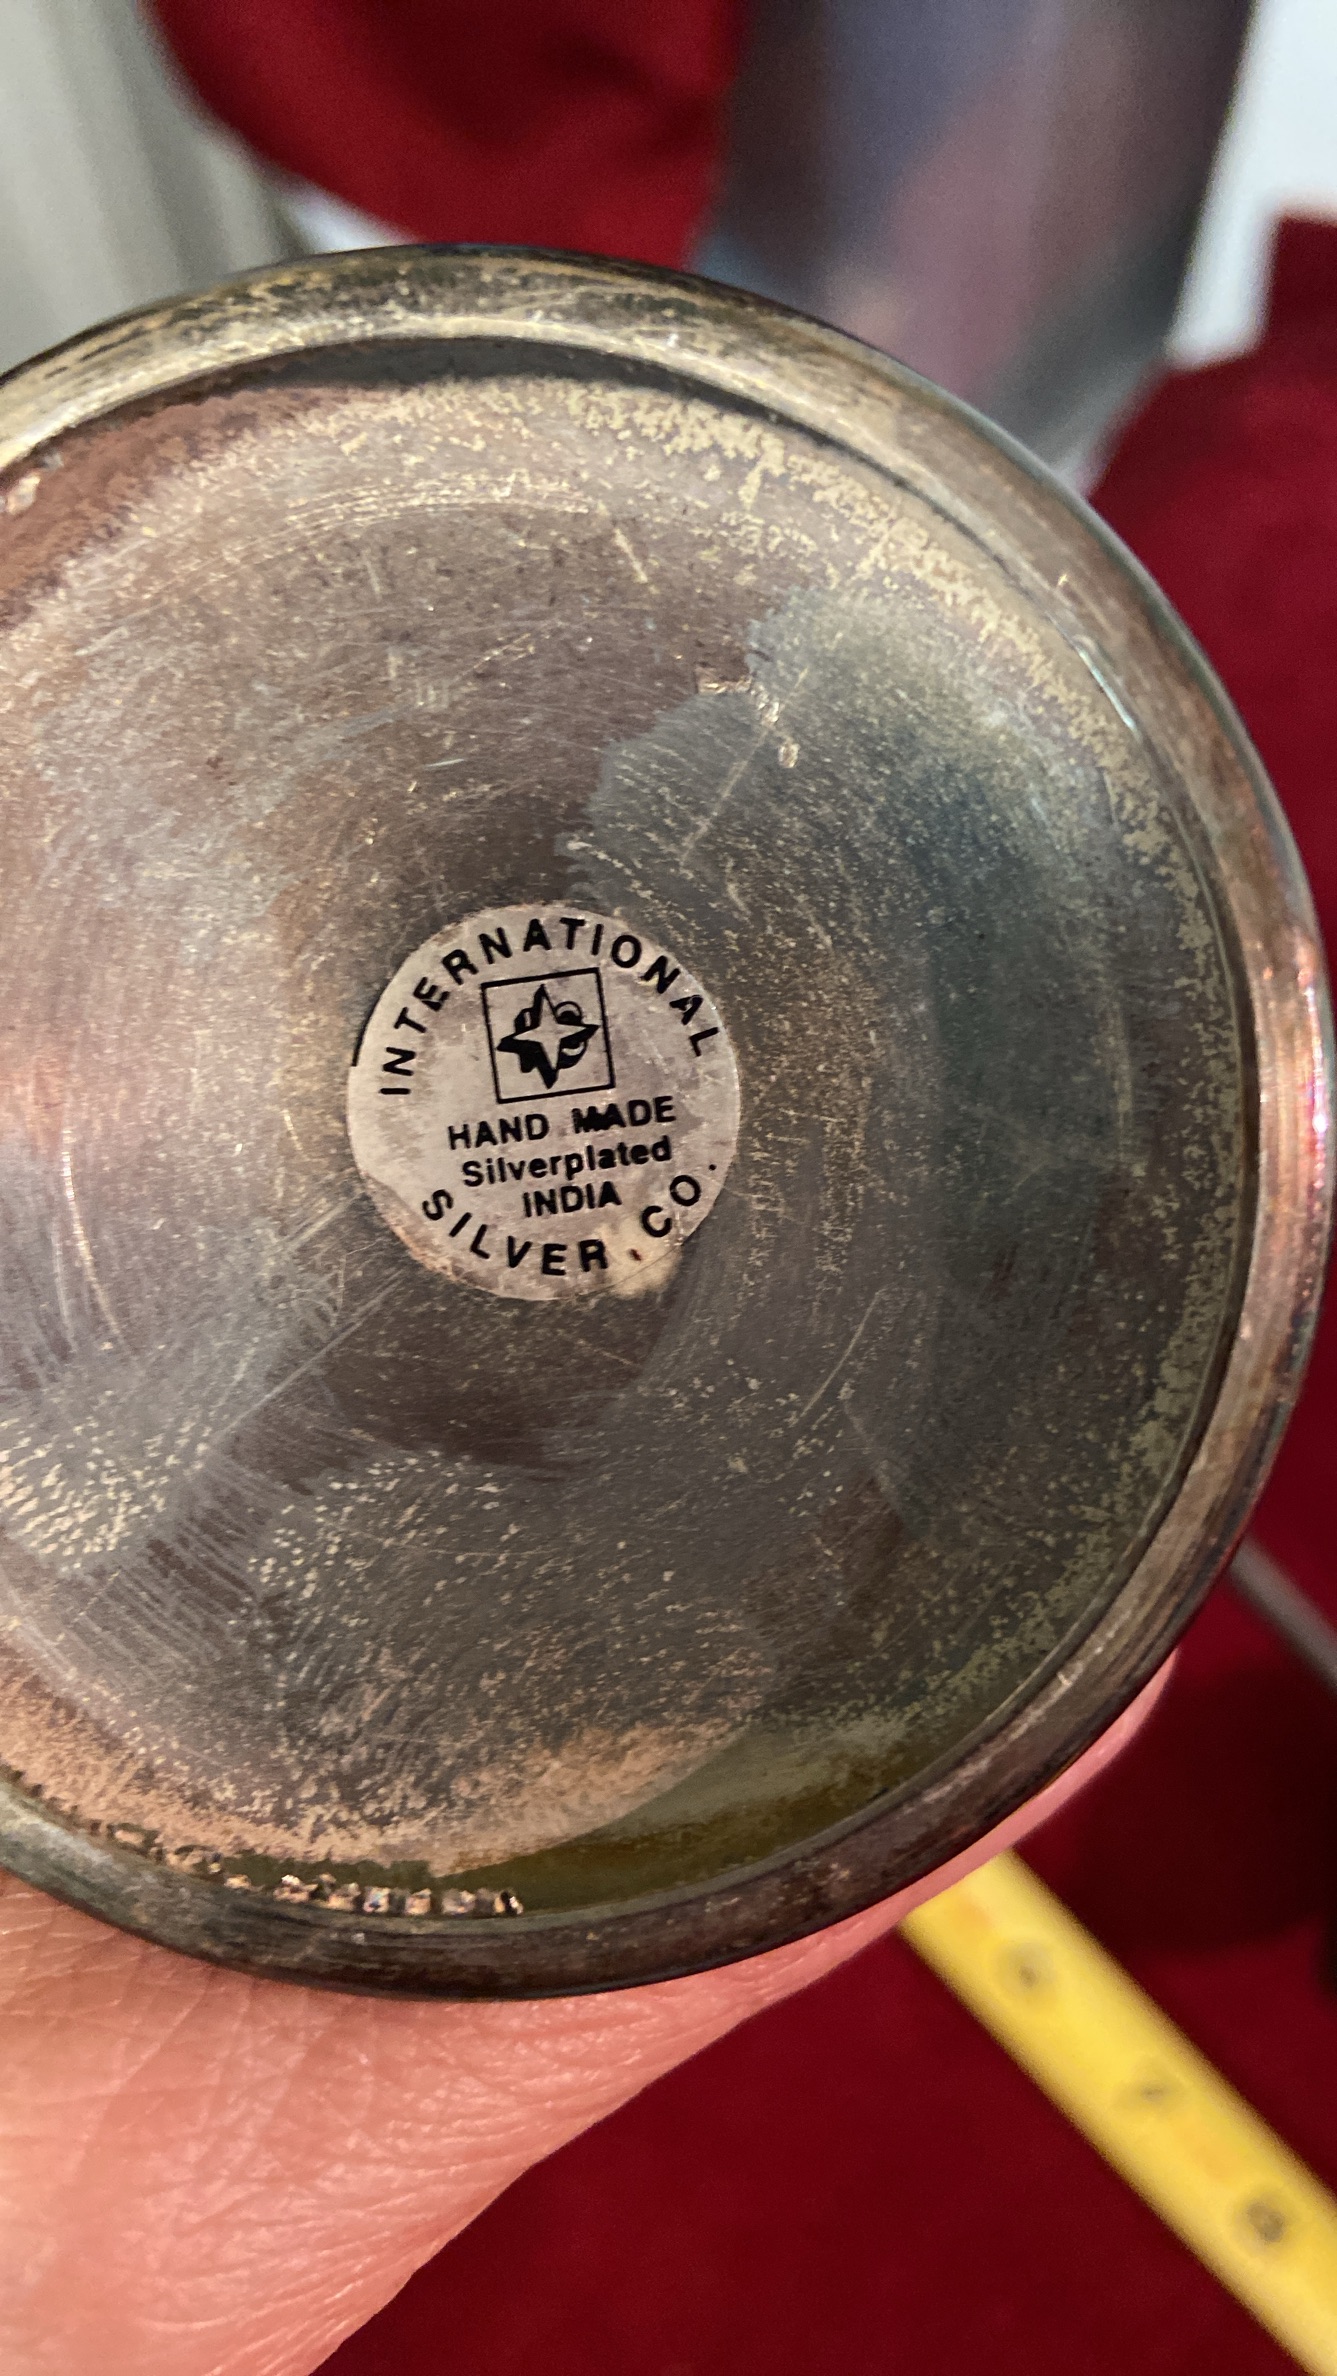 INTERNATIONAL
HAND MADE
Silverplated
INDIA
SILVER. CO.